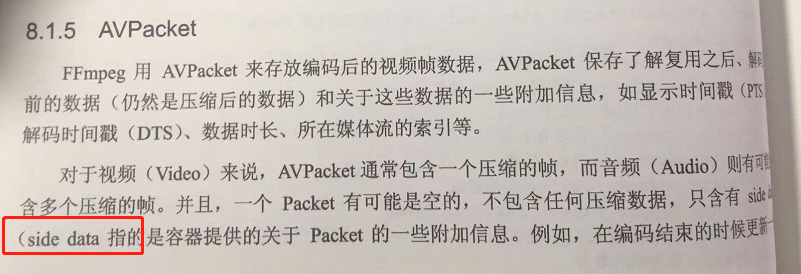 8.1.5 AVPacket
FFmpeg 用 AVPacket 来存放编码后的视频帧数据，AVPacket 保存了解复用之后、解码
前的数据（仍然是压缩后的数据）和关于这些数据的一些附加信息，如显示时间戳（PTS
解码时间戳（DTS）、数据时长、所在媒体流的索引等。
对于视频（Video）来说，AVPacket 通常包含一个压缩的帧，而音频（Audio）则有可能
含多个压缩的帧。并且，一个 Packet 有可能是空的，不包含任何压缩数据，只含有 side
（side data 指的是容器提供的关于 Packet 的一些附加信息。例如，在编码结束的时候更新